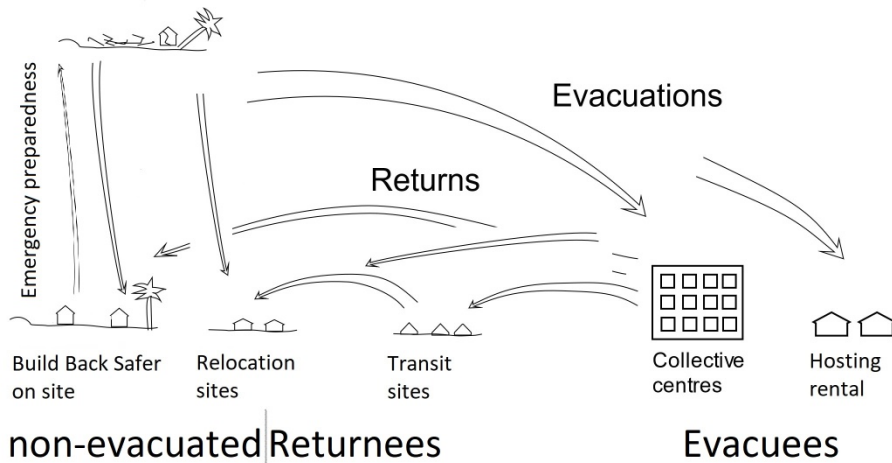 Emergency preparedness
Evacuations
Returns
Build Back Safer
on site
Relocation
sites
Transit
sites
Collective
centres
Hosting
rental
non-evacuated Returnees
Evacuees